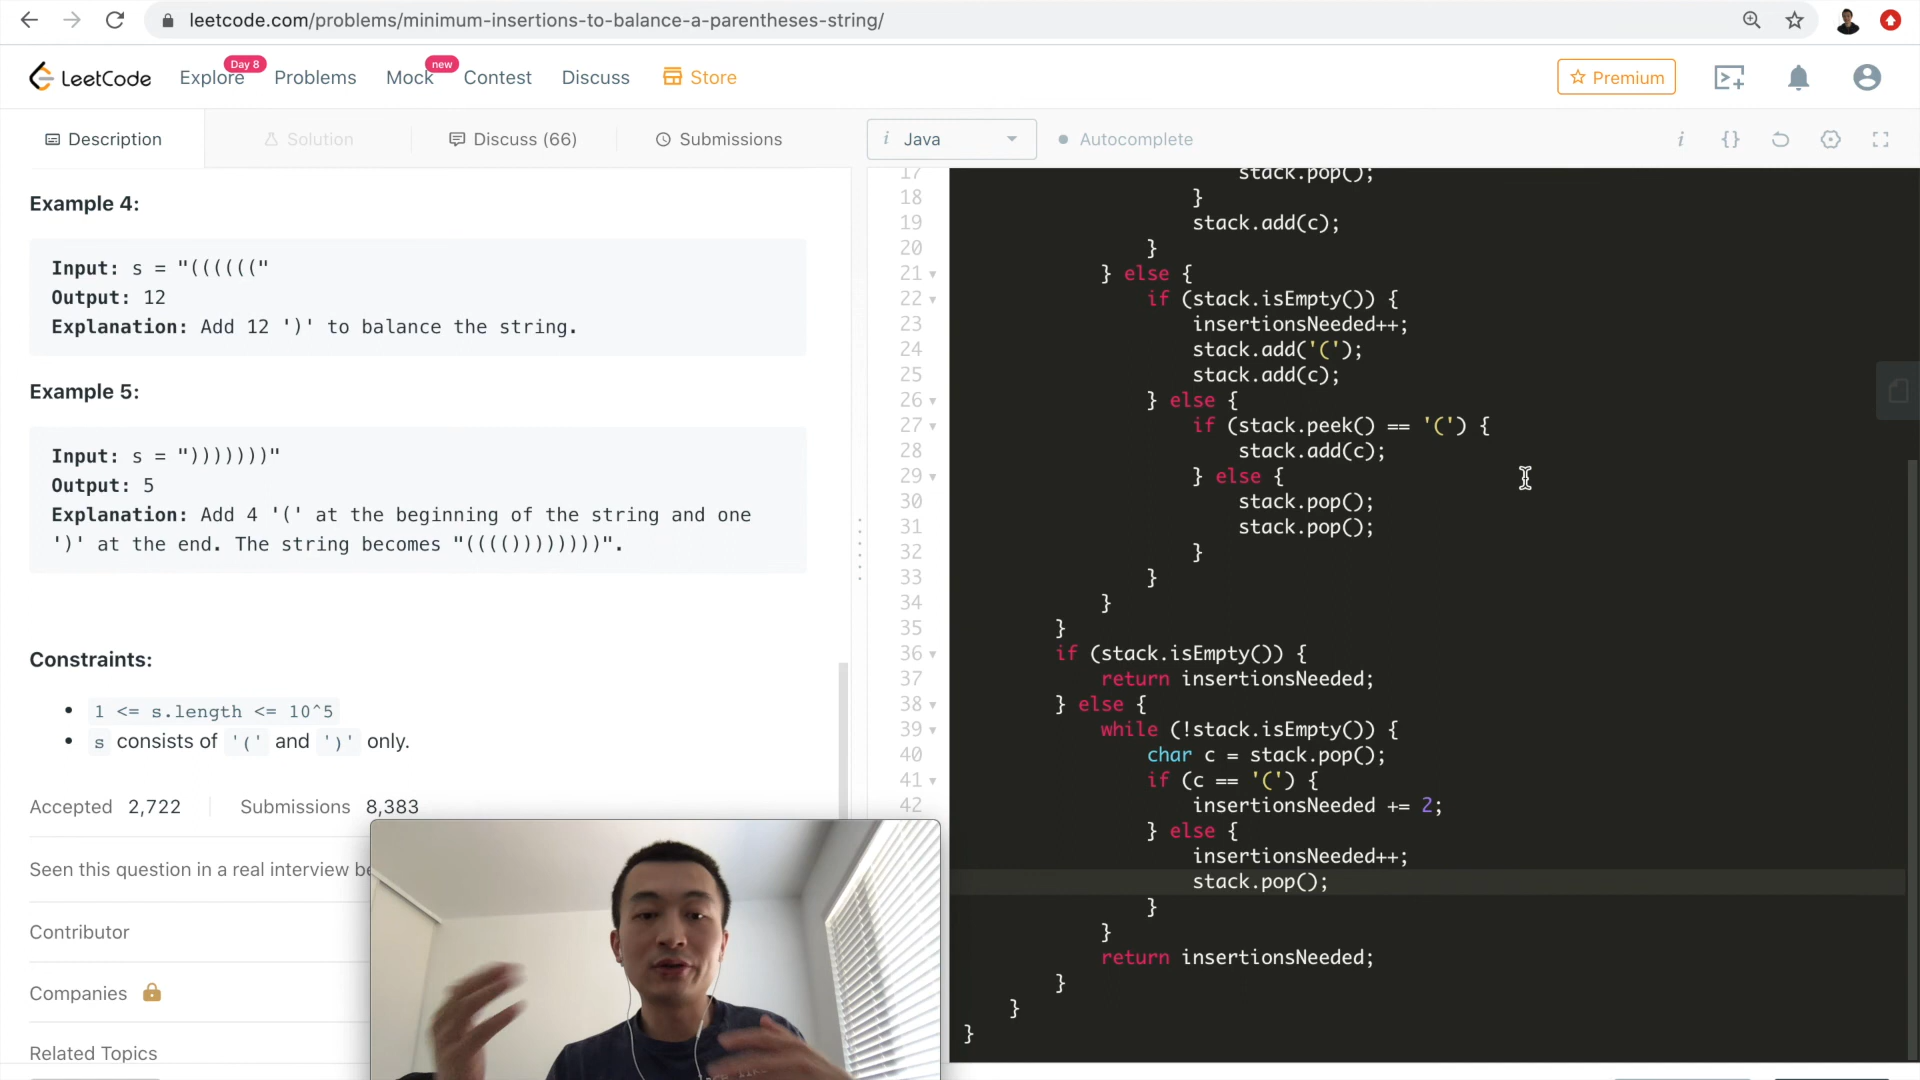 leetcode.com/problems/minimum-insertions-to-balance-a-parentheses-string/
LeetCode
Explore
Day 8
Problems
Mock
new
Contest
Discuss
Store
Premium
Description
Solution
Discuss (66)
Submissions
i Java
Autocomplete
i {}
Example 4:
Input: s = "(((((("
Output: 12
Explanation: Add 12 ')' to balance the string.
Example 5:
Input: s = ")))))))"
Output: 5
Explanation: Add 4 '(' at the beginning of the string and one
')' at the end. The string becomes "(((())))))))".
Constraints:
1 <= s.length <= 10^5
s consists of '(' and ')' only.
Accepted 2,722
Submissions 8,383
Seen this question in a real interview be
Contributor
Companies
Related Topics
17 stack.pop();
18 }
19 stack.add(c);
20 }
21 } else {
22 if (stack.isEmpty()) {
23 insertionsNeeded++;
24 stack.add('(');
25 stack.add(c);
26 } else {
27 if (stack.peek() == '(') {
28 stack.add(c);
29 } else {
30 stack.pop();
31 stack.pop();
32 }
33 }
34 }
35 }
36 if (stack.isEmpty()) {
37 return insertionsNeeded;
38 } else {
39 while (!stack.isEmpty()) {
40 char c = stack.pop();
41 if (c == '(') {
42 insertionsNeeded += 2;
} else {
insertionsNeeded++;
stack.pop();
}
}
return insertionsNeeded;
}
}
}